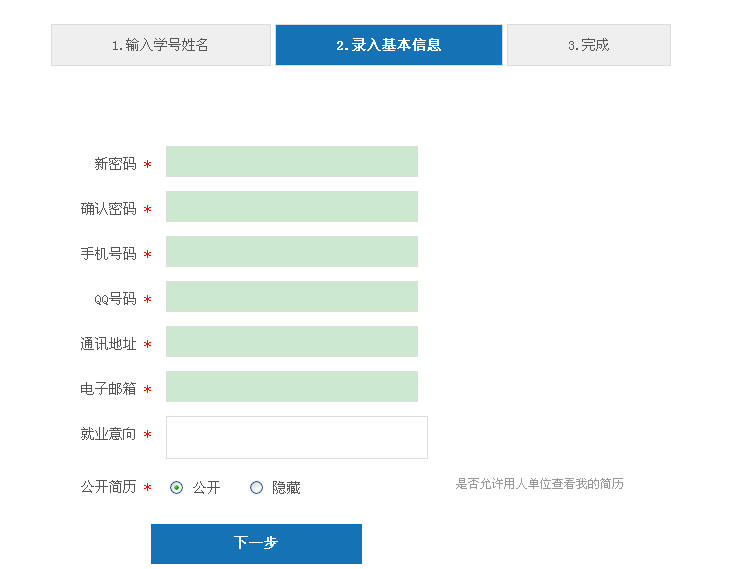 1.输入学号姓名
2.录入基本信息
3.完成
新密码 *
确认密码 *
手机号码 *
QQ号码 *
通讯地址 *
电子邮箱 *
就业意向 *
公开简历 * 公开 隐藏 是否允许用人单位查看我的简历
下一步